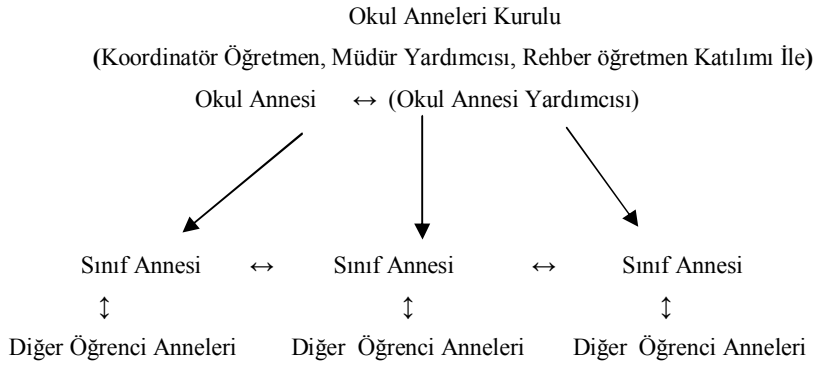 Okul Anneleri Kurulu
(Koordinatör Öğretmen, Müdür Yardımcısı, Rehber öğretmen Katılımı İle)
Okul Annesi ↔ (Okul Annesi Yardımcısı)
Sınıf Annesi ↔ Sınıf Annesi ↔ Sınıf Annesi
↕ ↕ ↕
Diğer Öğrenci Anneleri Diğer Öğrenci Anneleri Diğer Öğrenci Anneleri